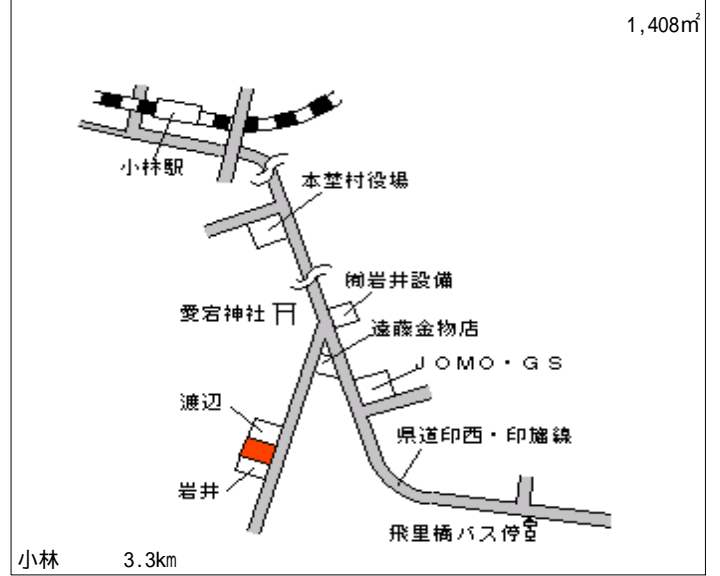 1,408㎡
小林駅
本埜村役場
㈲岩井設備
愛宕神社
遠藤金物店
JOMO・GS
渡辺
県道印西・印旛線
岩井
飛里橋バス停
小林 3.3km